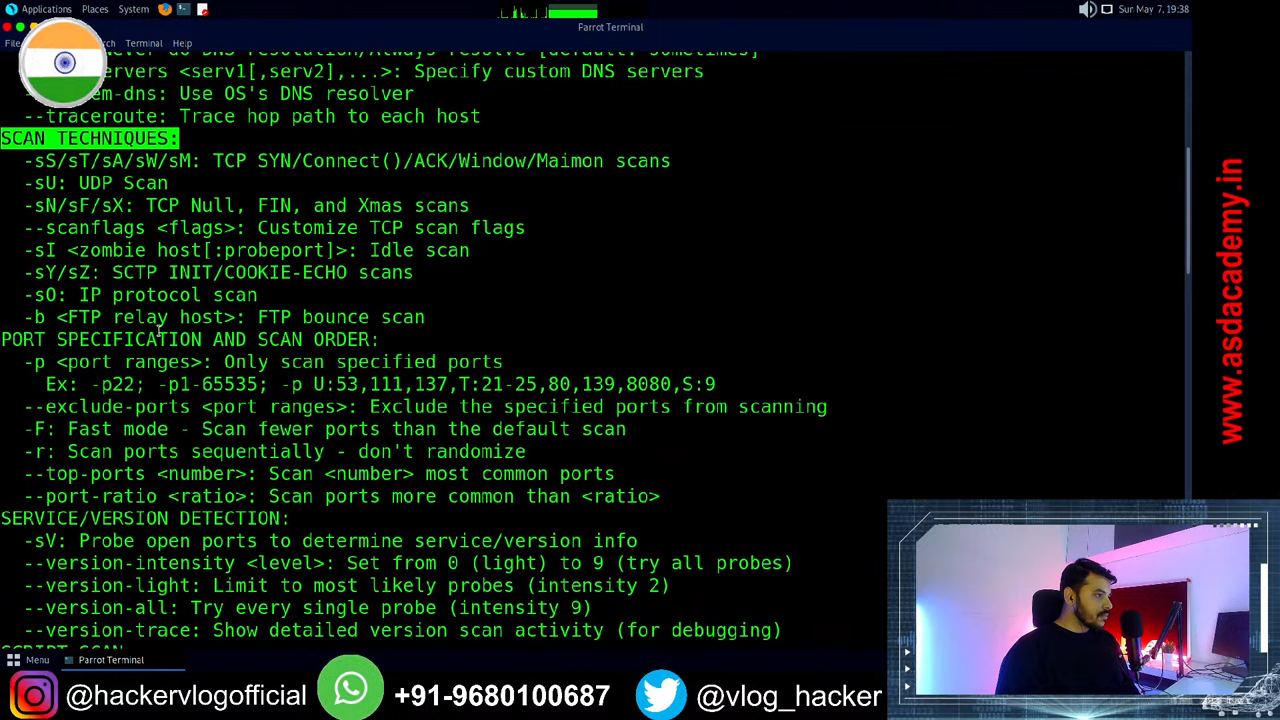 Applications Places System
Sun May 7, 19:38
Parrot Terminal
File
Terminal Help
DNS resolution/Always resolve [default: sometimes]
<serv1[,serv2],...>: Specify custom DNS servers
Use OS's DNS resolver
--traceroute: Trace hop path to each host
SCAN TECHNIQUES:
-sS/sT/sA/sW/sM: TCP SYN/Connect()/ACK/Window/Maimon scans
-sU: UDP Scan
-sN/sF/sX: TCP Null, FIN, and Xmas scans
--scanflags <flags>: Customize TCP scan flags
-sI <zombie host[:probeport]>: Idle scan
-sY/sZ: SCTP INIT/COOKIE-ECHO scans
-sO: IP protocol scan
-b <FTP relay host>: FTP bounce scan
PORT SPECIFICATION AND SCAN ORDER:
-p <port ranges>: Only scan specified ports
Ex: -p22; -p1-65535; -p U:53,111,137,T:21-25,80,139,8080,S:9
--exclude-ports <port ranges>: Exclude the specified ports from scanning
-F: Fast mode - Scan fewer ports than the default scan
-r: Scan ports sequentially - don't randomize
--top-ports <number>: Scan <number> most common ports
--port-ratio <ratio>: Scan ports more common than <ratio>
SERVICE/VERSION DETECTION:
-sV: Probe open ports to determine service/version info
--version-intensity <level>: Set from 0 (light) to 9 (try all probes)
--version-light: Limit to most likely probes (intensity 2)
--version-all: Try every single probe (intensity 9)
--version-trace: Show detailed version scan activity (for debugging)
Menu Parrot Terminal
@hackervlogofficial +91-9680100687 @vlog_hacker
www.asdacademy.in